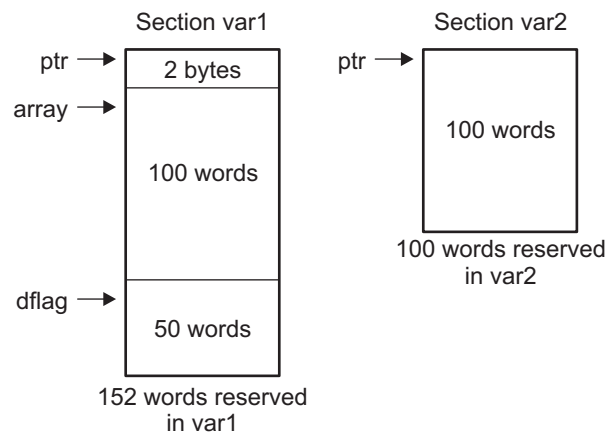 Section var1
ptr
2 bytes
array
100 words
dflag
50 words
152 words reserved
in var1
Section var2
ptr
100 words
100 words reserved
in var2